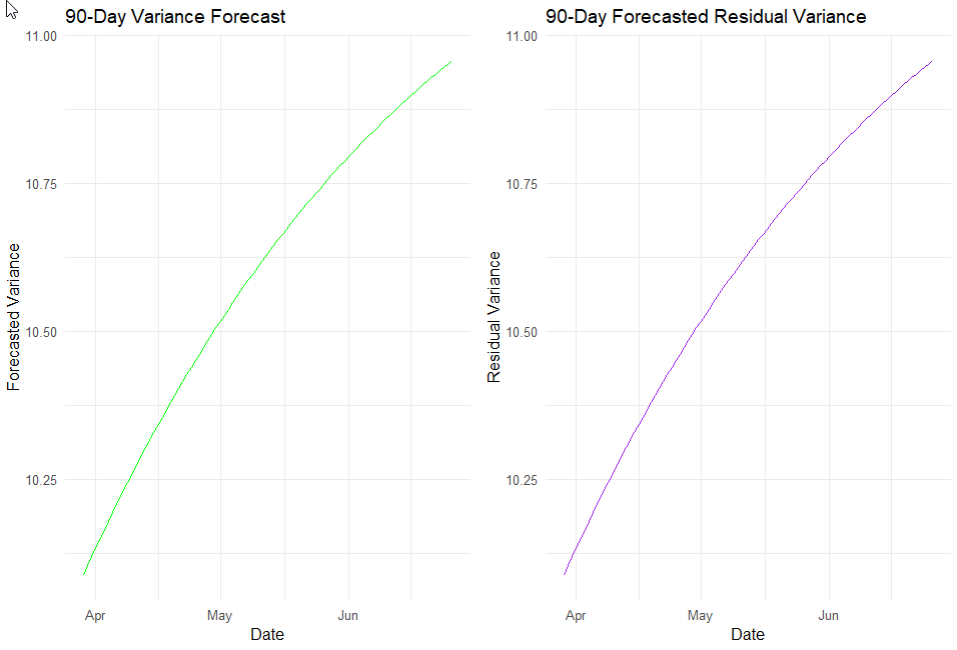 90-Day Variance Forecast
11.00
10.75
10.50
10.25
Forecasted Variance
Apr
May
Jun
Date
90-Day Forecasted Residual Variance
11.00
10.75
10.50
10.25
Residual Variance
Apr
May
Jun
Date